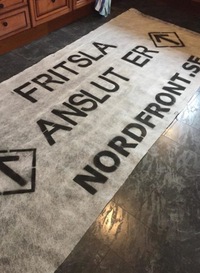 FRITSLA
ANSLUT ER
NORDFRONT.SE